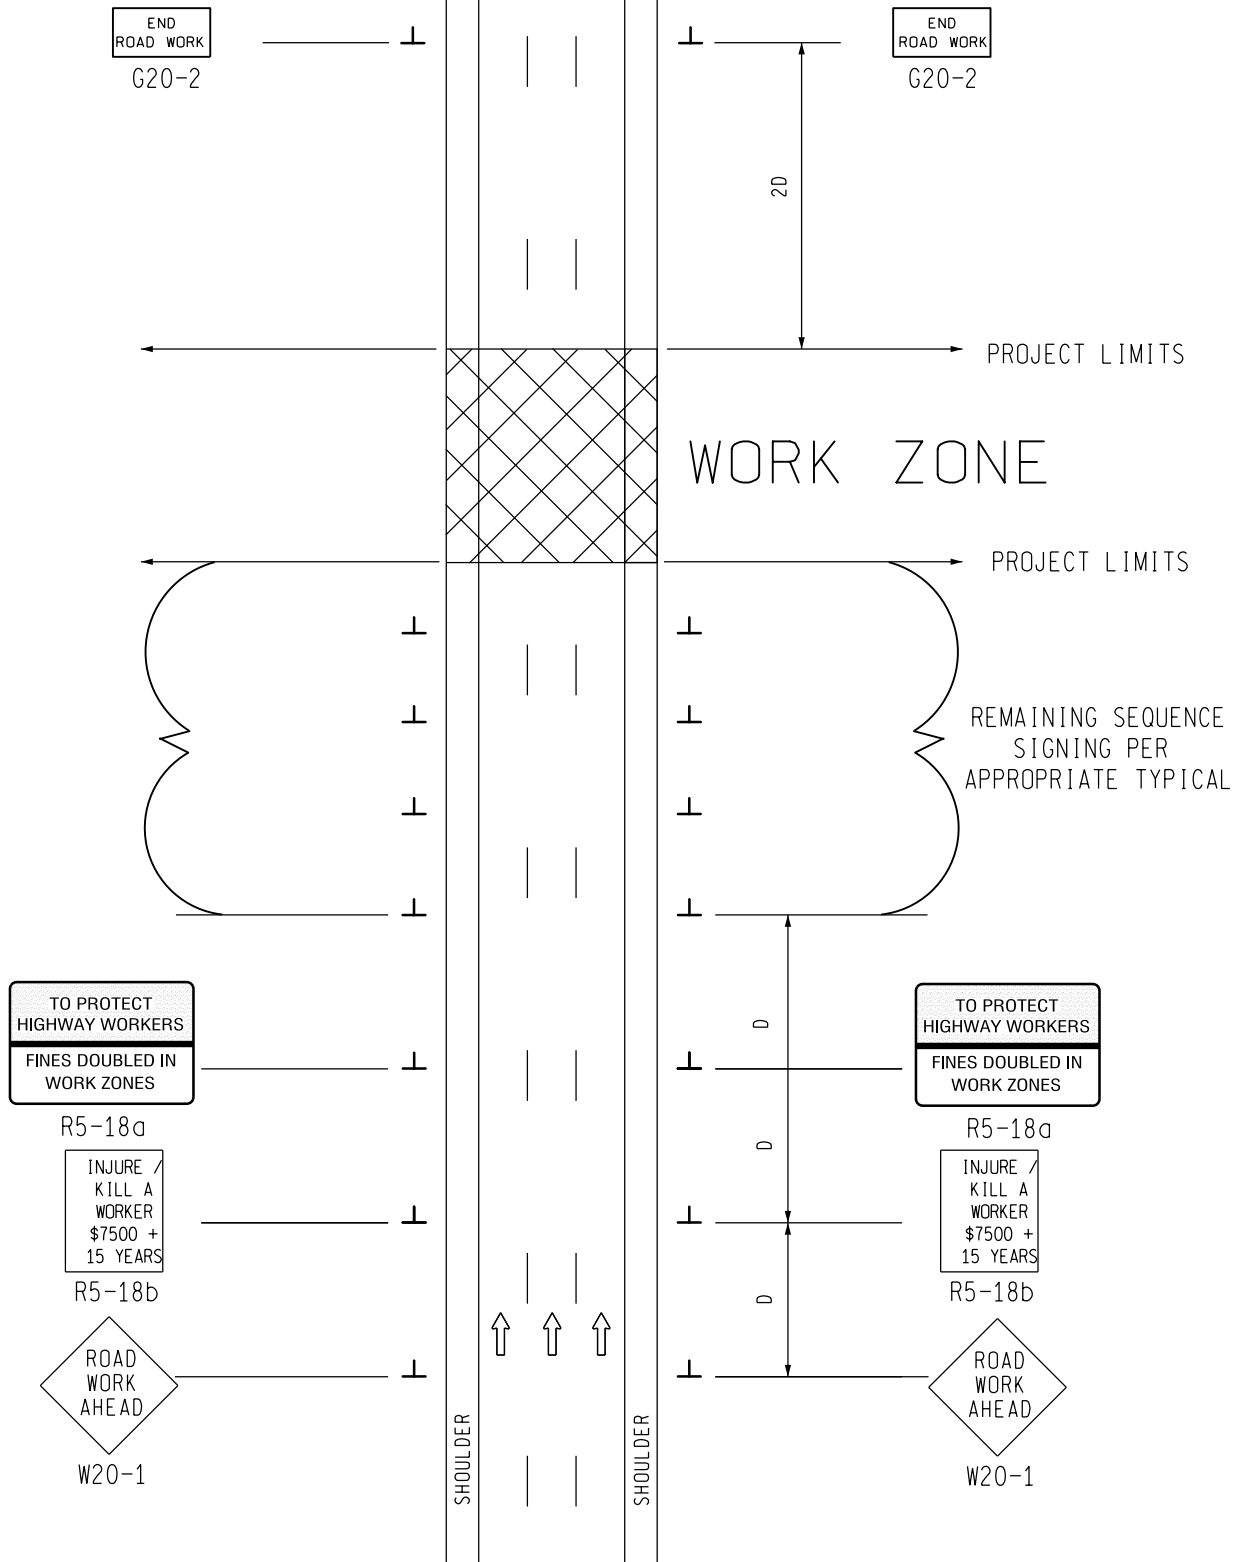 END
ROAD WORK
G20-2
END
ROAD WORK
G20-2
2D
PROJECT LIMITS
WORK ZONE
PROJECT LIMITS
REMAINING SEQUENCE
SIGNING PER
APPROPRIATE TYPICAL
TO PROTECT
HIGHWAY WORKERS
FINES DOUBLED IN
WORK ZONES
R5-18a
TO PROTECT
HIGHWAY WORKERS
FINES DOUBLED IN
WORK ZONES
R5-18a
D
D
INJURE /
KILL A
WORKER
$7500 +
15 YEARS
R5-18b
INJURE /
KILL A
WORKER
$7500 +
15 YEARS
R5-18b
D
ROAD
WORK
AHEAD
W20-1
SHOULDER
SHOULDER
ROAD
WORK
AHEAD
W20-1